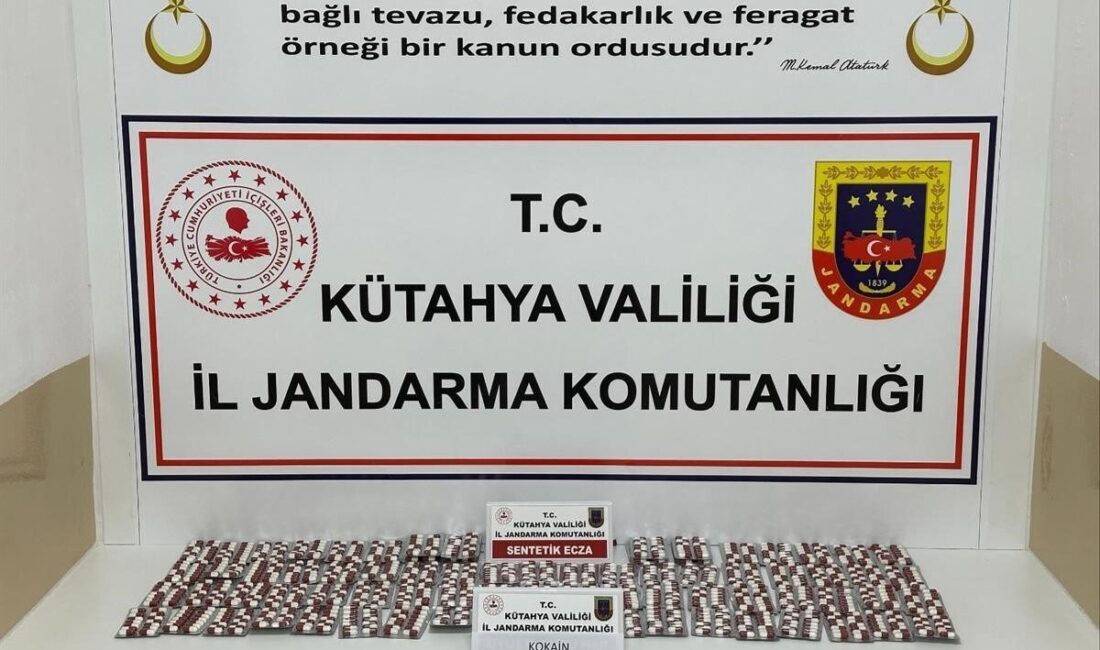 bağlı tevazu, fedakarlık ve feragat
örneği bir kanun ordusudur.’’
M.Kemal Atatürk
TÜRKİYE CUMHURİYETİ İÇİŞLERİ BAKANLIĞI
T.C.
KÜTAHYA VALİLİĞİ
İL JANDARMA KOMUTANLIĞI
1839
JANDARMA
T.C.
KÜTAHYA VALİLİĞİ
İL JANDARMA KOMUTANLIĞI
SENTETİK ECZA
T.C.
KÜTAHYA VALİLİĞİ
İL JANDARMA KOMUTANLIĞI
KOKAİN